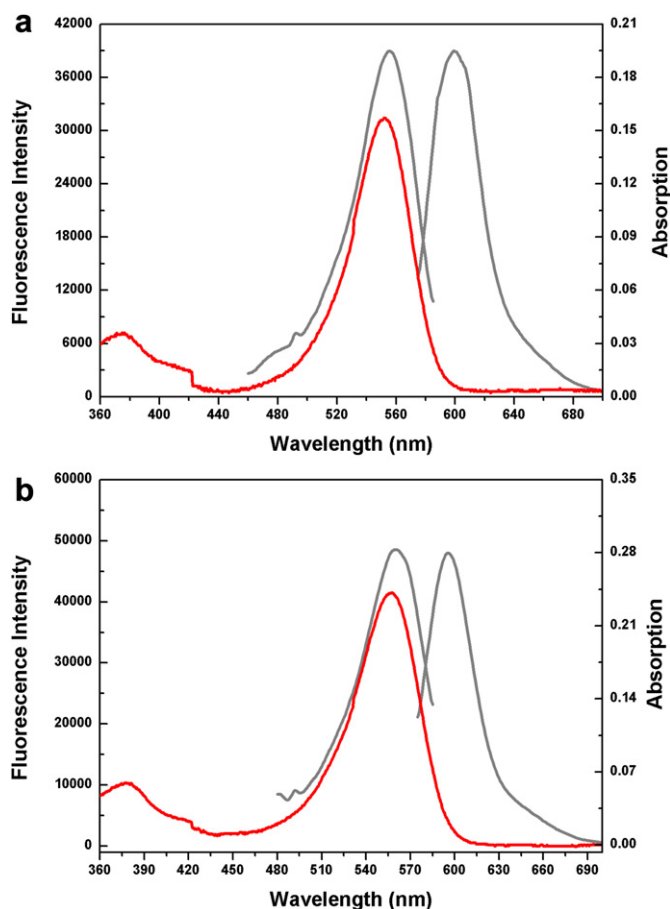 a
42000
36000
30000
24000
18000
12000
6000
0
Fluorescence Intensity
0.21
0.18
0.15
0.12
0.09
0.06
0.03
0.00
Absorption
360 400 440 480 520 560 600 640 680
Wavelength (nm)
b
60000
50000
40000
30000
20000
10000
0
Fluorescence Intensity
0.35
0.28
0.21
0.14
0.07
0.00
Absorption
360 390 420 450 480 510 540 570 600 630 660 690
Wavelength (nm)